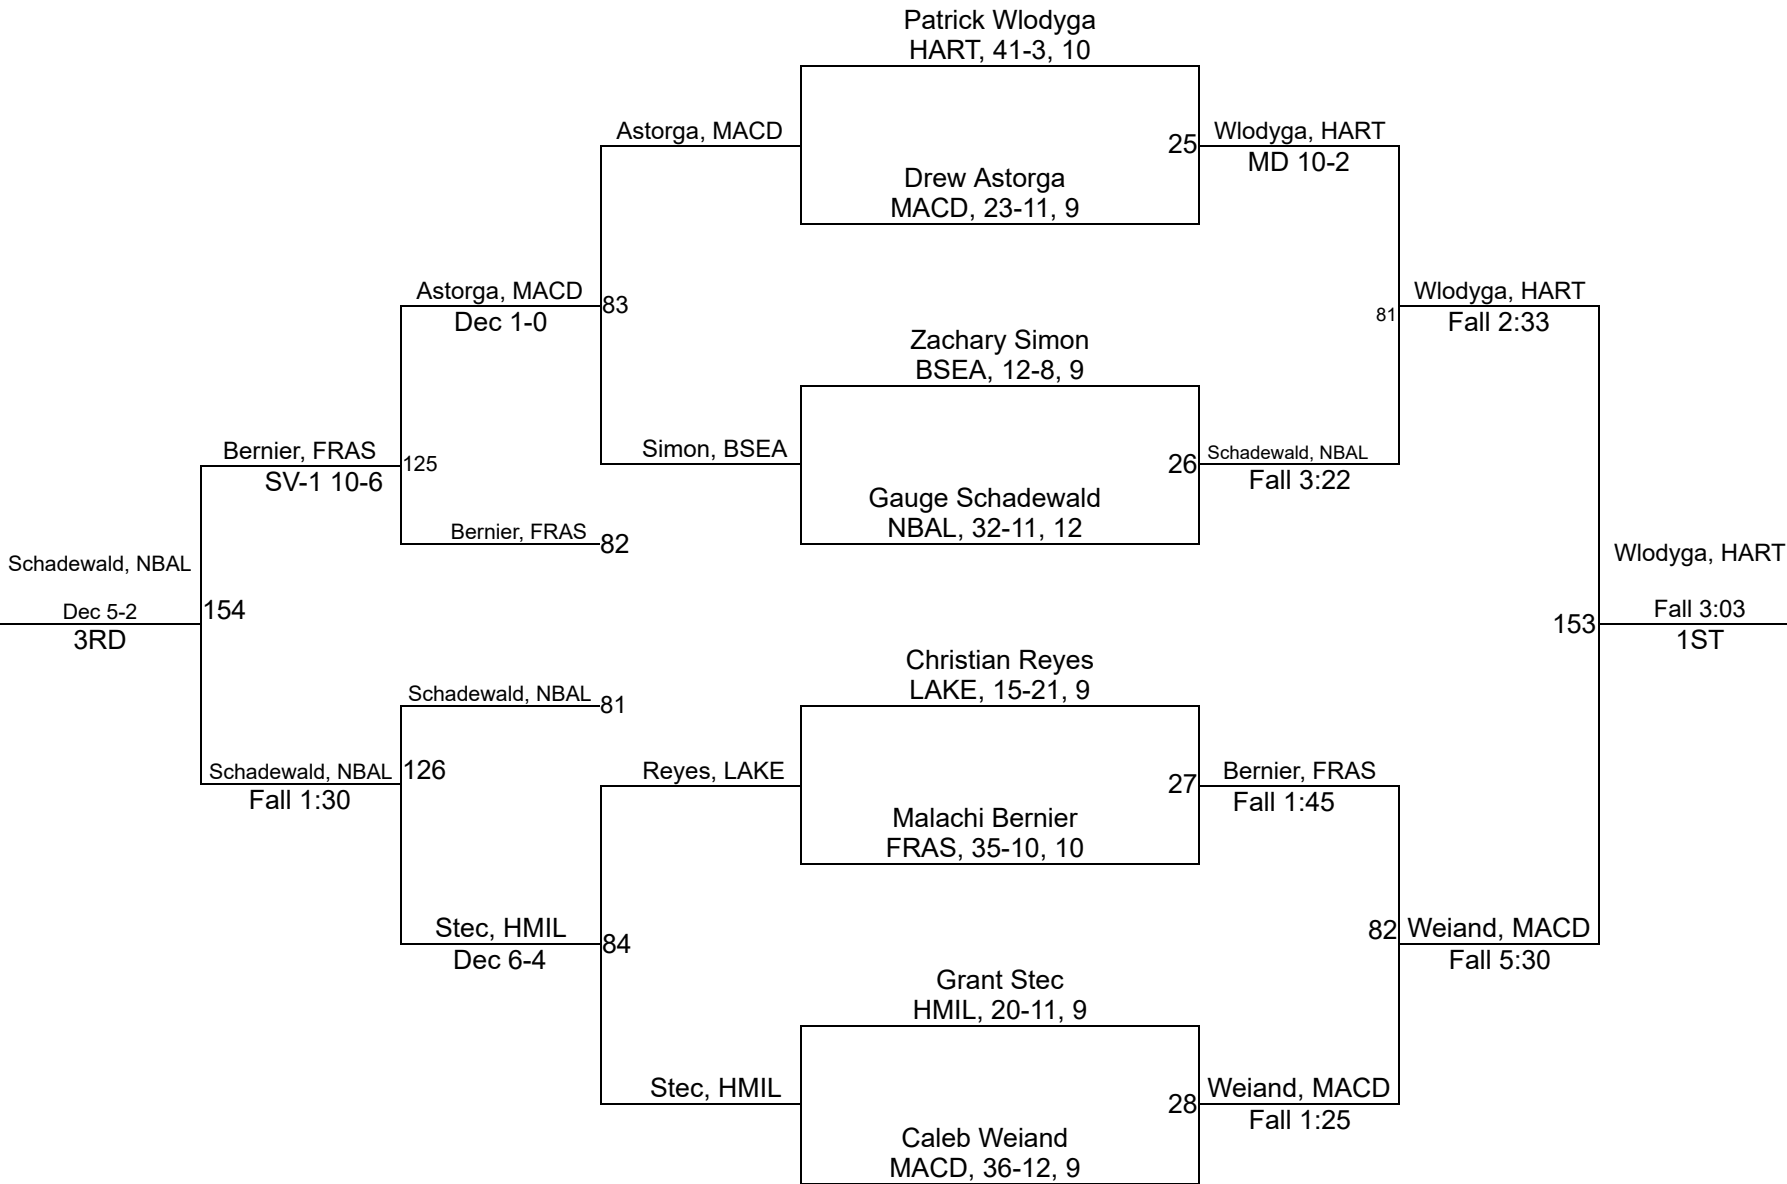 Patrick Wlodyga
HART, 41-3, 10
Astorga, MACD
25
Wlodyga, HART
MD 10-2
Drew Astorga
MACD, 23-11, 9
Astorga, MACD
Dec 1-0
83
81
Wlodyga, HART
Fall 2:33
Zachary Simon
BSEA, 12-8, 9
Bernier, FRAS
SV-1 10-6
125
Simon, BSEA
26
Schadewald, NBAL
Fall 3:22
Gauge Schadewald
NBAL, 32-11, 12
Bernier, FRAS
82
Schadewald, NBAL
Dec 5-2
3RD
154
153
Wlodyga, HART
Fall 3:03
1ST
Christian Reyes
LAKE, 15-21, 9
Schadewald, NBAL
81
Schadewald, NBAL
Fall 1:30
126
Reyes, LAKE
27
Bernier, FRAS
Fall 1:45
Malachi Bernier
FRAS, 35-10, 10
Stec, HMIL
Dec 6-4
84
82
Weiand, MACD
Fall 5:30
Grant Stec
HMIL, 20-11, 9
Stec, HMIL
28
Weiand, MACD
Fall 1:25
Caleb Weiand
MACD, 36-12, 9